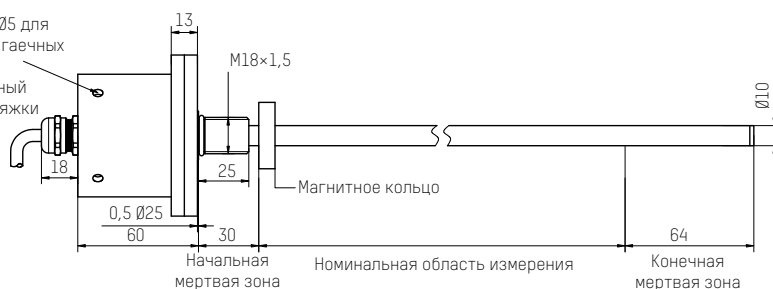 Ø5 для
гаечных
ный
яжки
13
M18×1,5
Ø10
18
25
Магнитное кольцо
0,5 Ø25
60
30
64
Начальная
мертвая зона
Номинальная область измерения
Конечная
мертвая зона